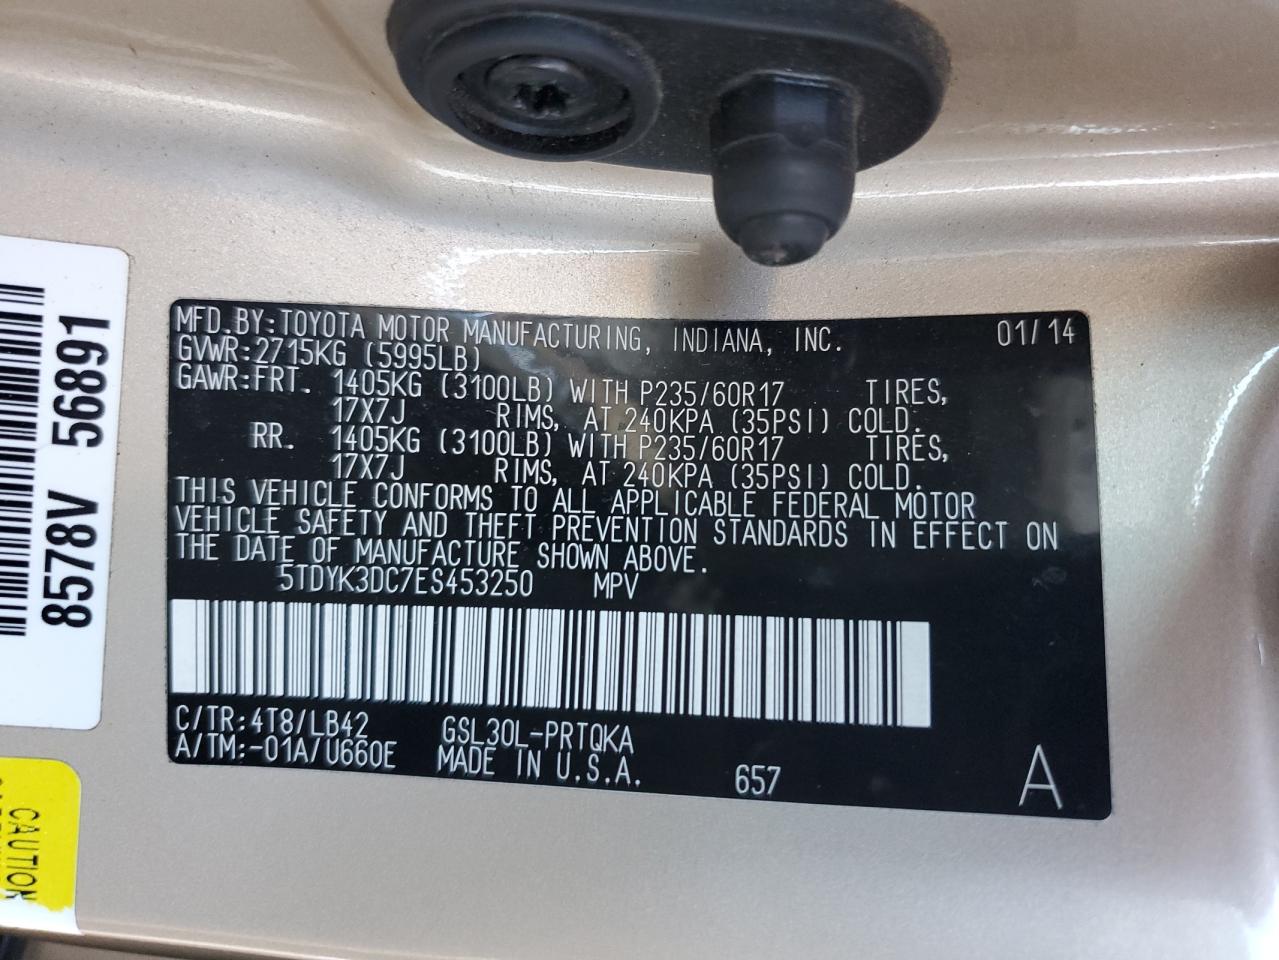 MFD.BY:TOYOTA MOTOR MANUFACTURING, INDIANA, INC. 01/14
GVWR:2715KG (5995LB)
GAWR:FRT. 1405KG (3100LB) WITH P235/60R17 TIRES,
17X7J RIMS, AT 240KPA (35PSI) COLD.
RR. 1405KG (3100LB) WITH P235/60R17 TIRES,
17X7J RIMS, AT 240KPA (35PSI) COLD.
THIS VEHICLE CONFORMS TO ALL APPLICABLE FEDERAL MOTOR
VEHICLE SAFETY AND THEFT PREVENTION STANDARDS IN EFFECT ON
THE DATE OF MANUFACTURE SHOWN ABOVE.
5TDYK3DC7ES453250 MPV
C/TR:4T8/LB42 GSL30L-PRTQKA
A/TM:-01A/U660E MADE IN U.S.A. 657 A
8578V 56891
CAUTION